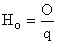 Hₒ = O/q